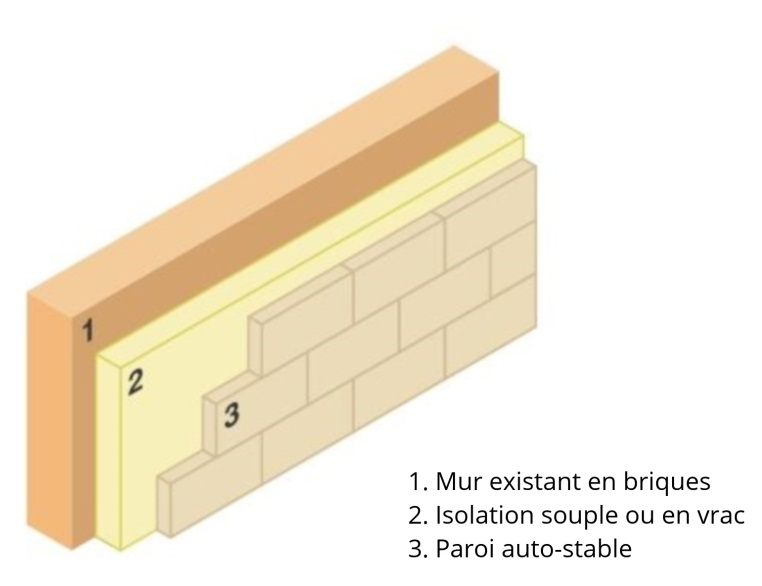 1
2
3
1. Mur existant en briques
2. Isolation souple ou en vrac
3. Paroi auto-stable